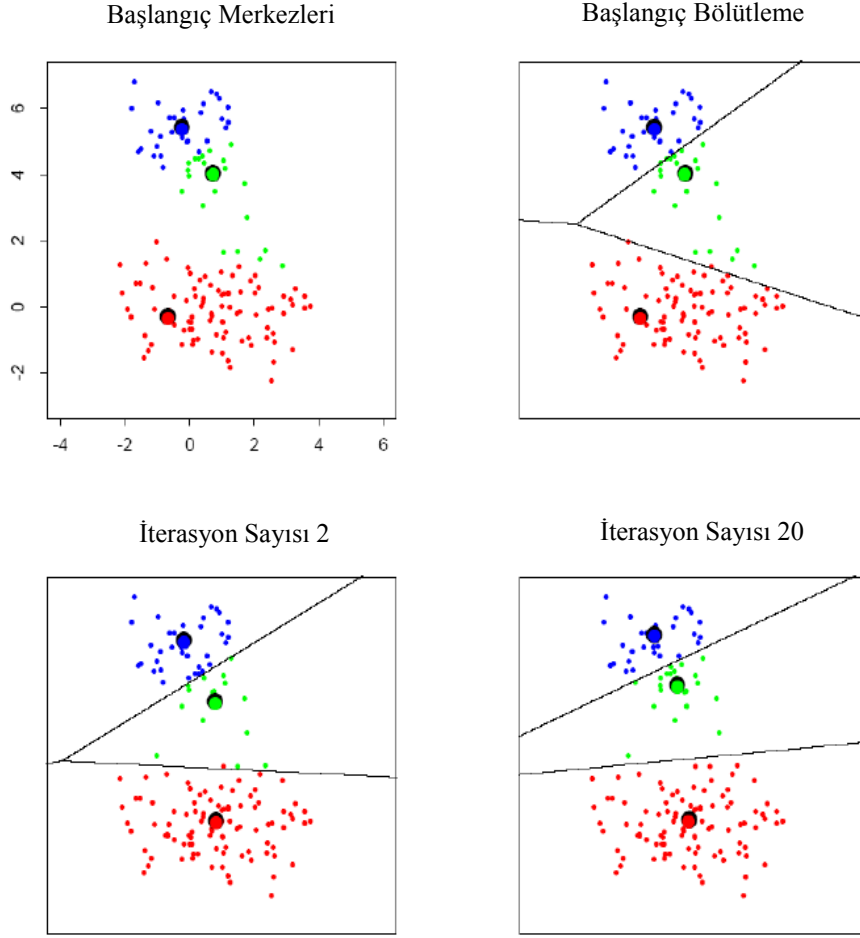 Başlangıç Merkezleri
Başlangıç Bölütleme
6
4
2
0
-2
-4 -2 0 2 4 6
İterasyon Sayısı 2
İterasyon Sayısı 20